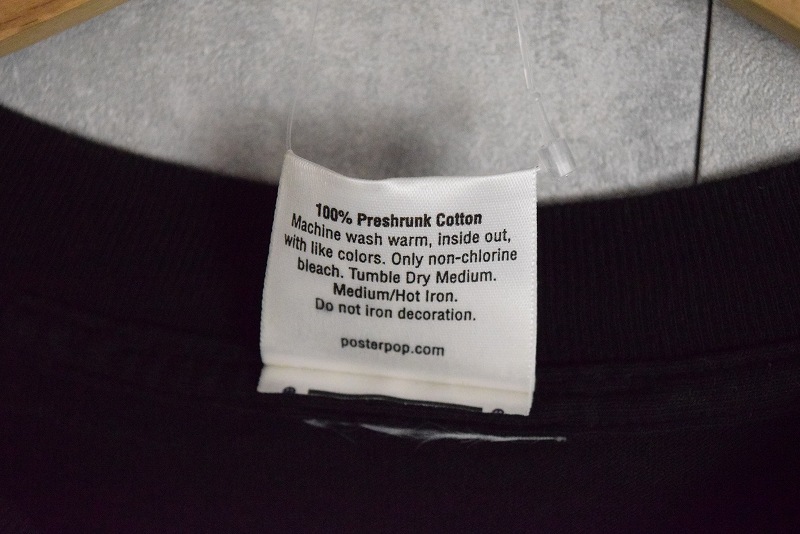 100% Preshrunk Cotton
Machine wash warm, inside out,
with like colors. Only non-chlorine
bleach. Tumble Dry Medium.
Medium/Hot Iron.
Do not iron decoration.
posterpop.com